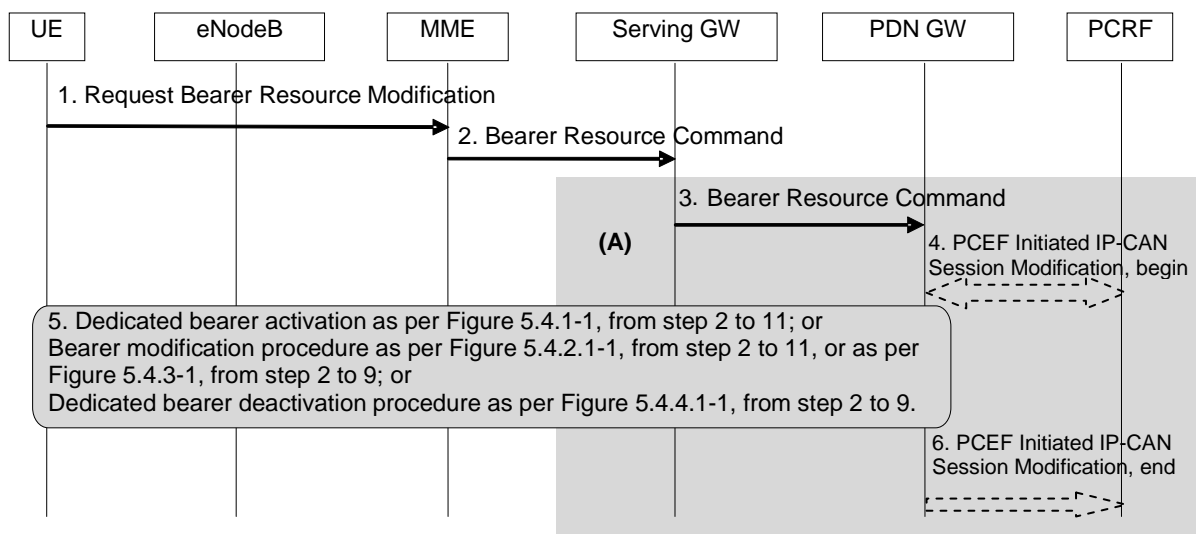 UE eNodeB MME Serving GW PDN GW PCRF
1. Request Bearer Resource Modification
2. Bearer Resource Command
3. Bearer Resource Command
(A)
4. PCEF Initiated IP-CAN
Session Modification, begin
5. Dedicated bearer activation as per Figure 5.4.1-1, from step 2 to 11; or
Bearer modification procedure as per Figure 5.4.2.1-1, from step 2 to 11, or as per
Figure 5.4.3-1, from step 2 to 9; or
Dedicated bearer deactivation procedure as per Figure 5.4.4.1-1, from step 2 to 9.
6. PCEF Initiated IP-CAN
Session Modification, end